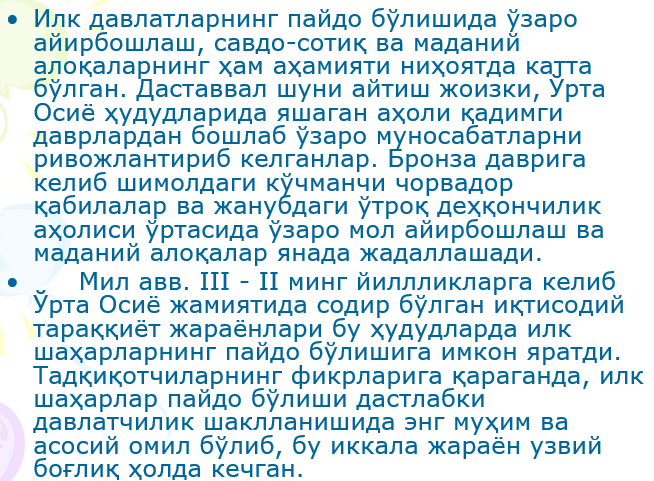 • Илк давлатларнинг пайдо бўлишида ўзаро
айирбошлаш, савдо-сотиқ ва маданий
алоқаларнинг ҳам аҳамияти ниҳоятда катта
бўлган. Даставвал шуни айтиш жоизки, Ўрта
Осиё ҳудудларида яшаган аҳоли қадимги
даврлардан бошлаб ўзаро муносабатларни
ривожлантириб келганлар. Бронза даврига
келиб шимолдаги кўчманчи чорвадор
қабилалар ва жанубдаги ўтроқ деҳқончилик
аҳолиси ўртасида ўзаро мол айирбошлаш ва
маданий алоқалар янада жадаллашади.
• Мил авв. III - II минг йиллликларга келиб
Ўрта Осиё жамиятида содир бўлган иқтисодий
тараққиёт жараёнлари бу ҳудудларда илк
шаҳарларнинг пайдо бўлишига имкон яратди.
Тадқиқотчиларнинг фикрларига қараганда, илк
шаҳарлар пайдо бўлиши дастлабки
давлатчилик шаклланишида энг муҳим ва
асосий омил бўлиб, бу иккала жараён узвий
боғлиқ ҳолда кечган.